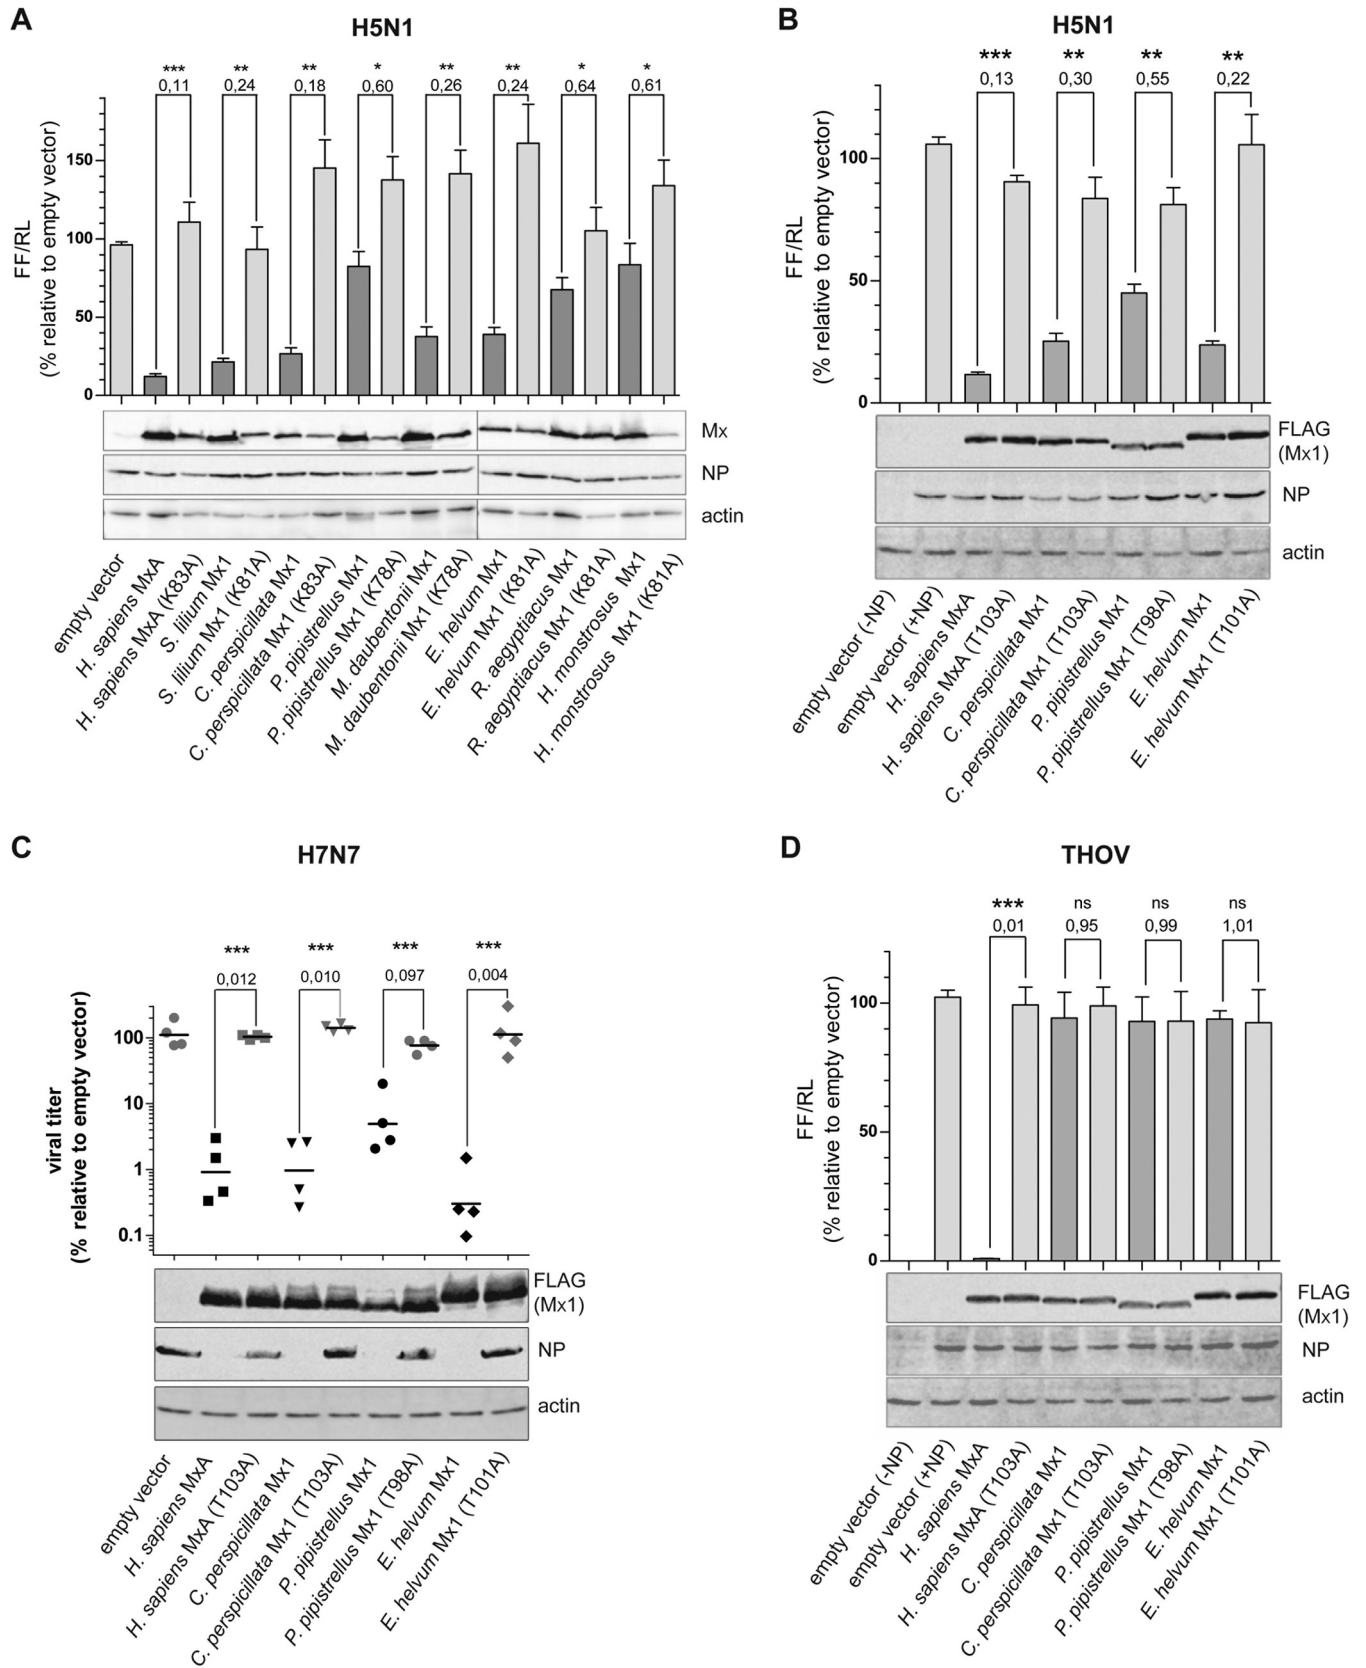 A
H5N1
*** ** ** * ** ** * *
0,11 0,24 0,18 0,60 0,26 0,24 0,64 0,61
FF/RL
(% relative to empty vector)
150
100
50
0
Mx
NP
actin
empty vector
H. sapiens MxA
H. sapiens MxA (K83A)
S. lilium Mx1
S. lilium Mx1 (K81A)
C. perspicillata Mx1
C. perspicillata Mx1 (K83A)
P. pipistrellus Mx1
P. pipistrellus Mx1 (K78A)
M. daubentonii Mx1
M. daubentonii Mx1 (K78A)
E. helvum Mx1
E. helvum Mx1 (K81A)
R. aegyptiacus Mx1
R. aegyptiacus Mx1 (K81A)
H. monstrosus Mx1
H. monstrosus Mx1 (K81A)
B
H5N1
*** ** ** **
0,13 0,30 0,55 0,22
FF/RL
(% relative to empty vector)
100
50
0
FLAG
(Mx1)
NP
actin
empty vector (-NP)
empty vector (+NP)
H. sapiens MxA
H. sapiens MxA (T103A)
C. perspicillata Mx1
C. perspicillata Mx1 (T103A)
P. pipistrellus Mx1
P. pipistrellus Mx1 (T98A)
E. helvum Mx1
E. helvum Mx1 (T101A)
C
H7N7
*** *** *** ***
0,012 0,010 0,097 0,004
viral titer
(% relative to empty vector)
100
10
1
0.1
FLAG
(Mx1)
NP
actin
empty vector
H. sapiens MxA
H. sapiens MxA (T103A)
C. perspicillata Mx1
C. perspicillata Mx1 (T103A)
P. pipistrellus Mx1
P. pipistrellus Mx1 (T98A)
E. helvum Mx1
E. helvum Mx1 (T101A)
D
THOV
*** ns ns ns
0,01 0,95 0,99 1,01
FF/RL
(% relative to empty vector)
100
50
0
FLAG
(Mx1)
NP
actin
empty vector (-NP)
empty vector (+NP)
H. sapiens MxA
H. sapiens MxA (T103A)
C. perspicillata Mx1
C. perspicillata Mx1 (T103A)
P. pipistrellus Mx1
P. pipistrellus Mx1 (T98A)
E. helvum Mx1
E. helvum Mx1 (T101A)